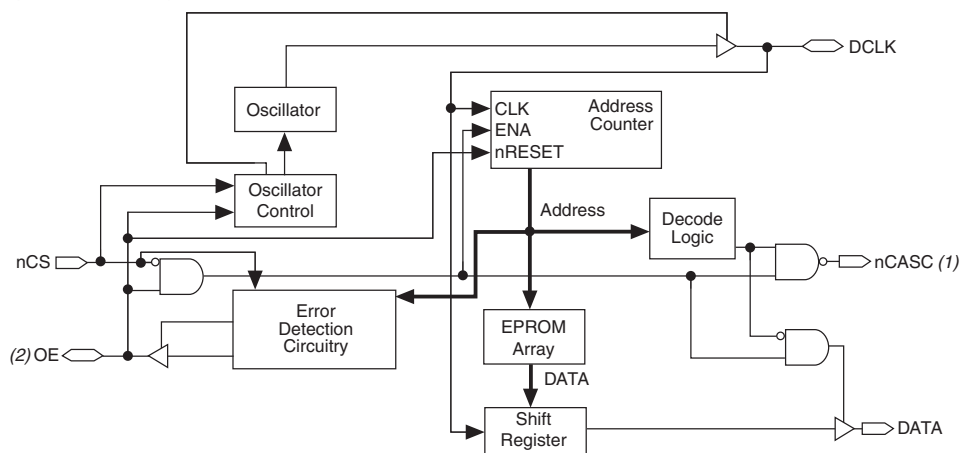 DCLK
CLK
ENA
nRESET
Address
Counter
Oscillator
Oscillator
Control
Address
Decode
Logic
nCS
nCASC (1)
Error
Detection
Circuitry
EPROM
Array
(2) OE
DATA
Shift
Register
DATA